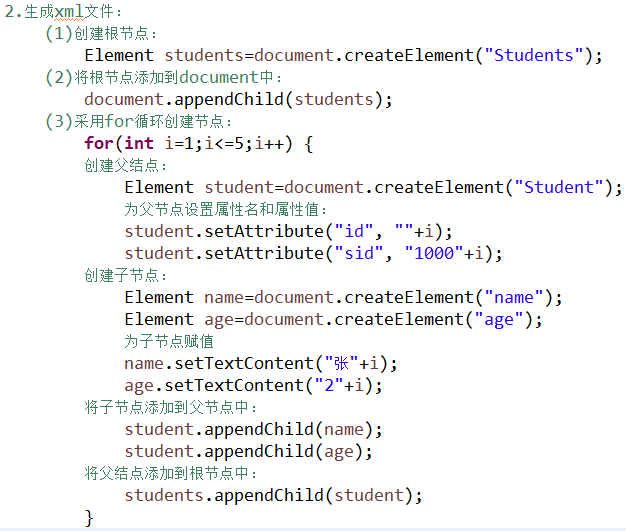 2.生成xml文件:
(1)创建根节点:
Element students=document.createElement("Students");
(2)将根节点添加到document中:
document.appendChild(students);
(3)采用for循环创建节点:
for(int i=1;i<=5;i++) {
创建父结点:
Element student=document.createElement("Student");
为父节点设置属性名和属性值:
student.setAttribute("id", ""+i);
student.setAttribute("sid", "1000"+i);
创建子节点:
Element name=document.createElement("name");
Element age=document.createElement("age");
为子节点赋值
name.setTextContent("张"+i);
age.setTextContent("2"+i);
将子节点添加到父节点中:
student.appendChild(name);
student.appendChild(age);
将父结点添加到根节点中:
students.appendChild(student);
}